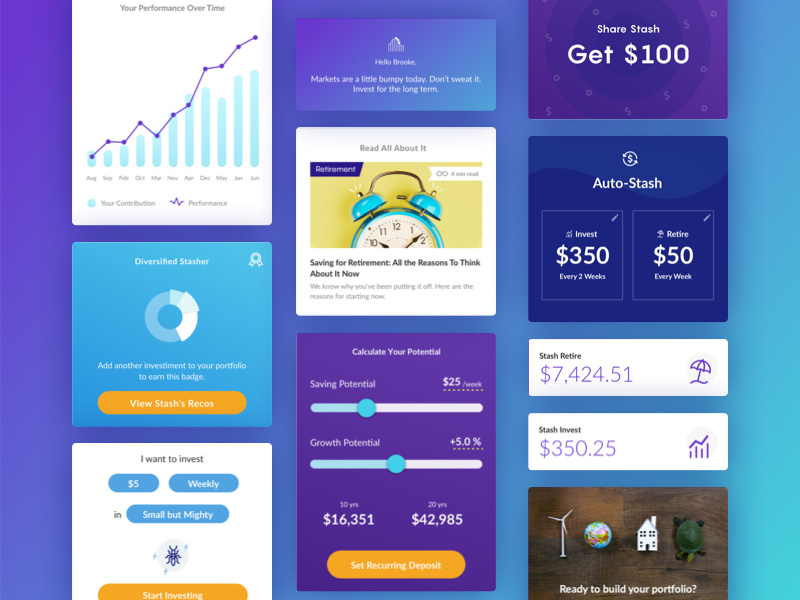 Your Performance Over Time
Aug Sep Feb Oct Mar Nov Apr Dec May Jan Jun
Your Contribution Performance
Diversified Stasher
Add another investiment to your portfolio
to earn this badge.
View Stash's Recos
I want to invest
$5 Weekly
in Small but Mighty
Start Investing
Hello Brooke,
Markets are a little bumpy today. Don't sweat it.
Invest for the long term.
Read All About It
Retirement
4 min read
Saving for Retirement: All the Reasons To Think
About It Now
We know why you've been putting it off. Here are the
reasons for starting now.
Calculate Your Potential
Saving Potential $25 /week
Growth Potential +5.0 %
10 yrs 20 yrs
$16,351 $42,985
Set Recurring Deposit
Share Stash
Get $100
Auto-Stash
Invest Retire
$350 $50
Every 2 Weeks Every Week
Stash Retire
$7,424.51
Stash Invest
$350.25
Ready to build your portfolio?